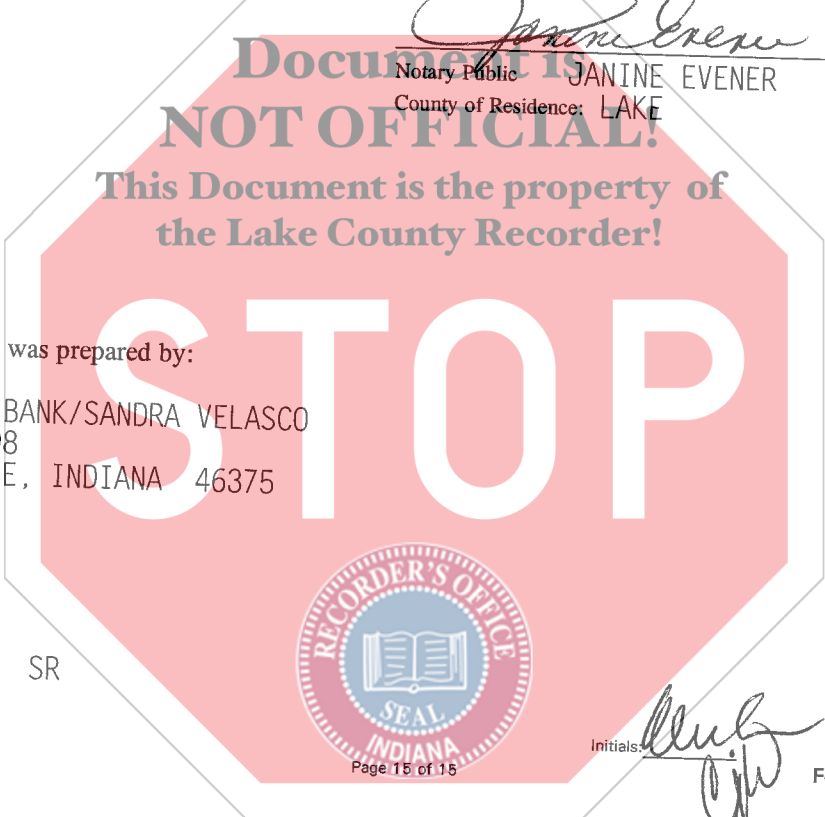 Janine Evener
Document is
Notary Public JANINE EVENER
County of Residence: LAKE
NOT OFFICIAL!
This Document is the property of
the Lake County Recorder!
STOP
was prepared by:
BANK/SANDRA VELASCO
8
E, INDIANA 46375
RECORDER'S OFFICE
SEAL
INDIANA
SR
Initials:
Page 15 of 15
F